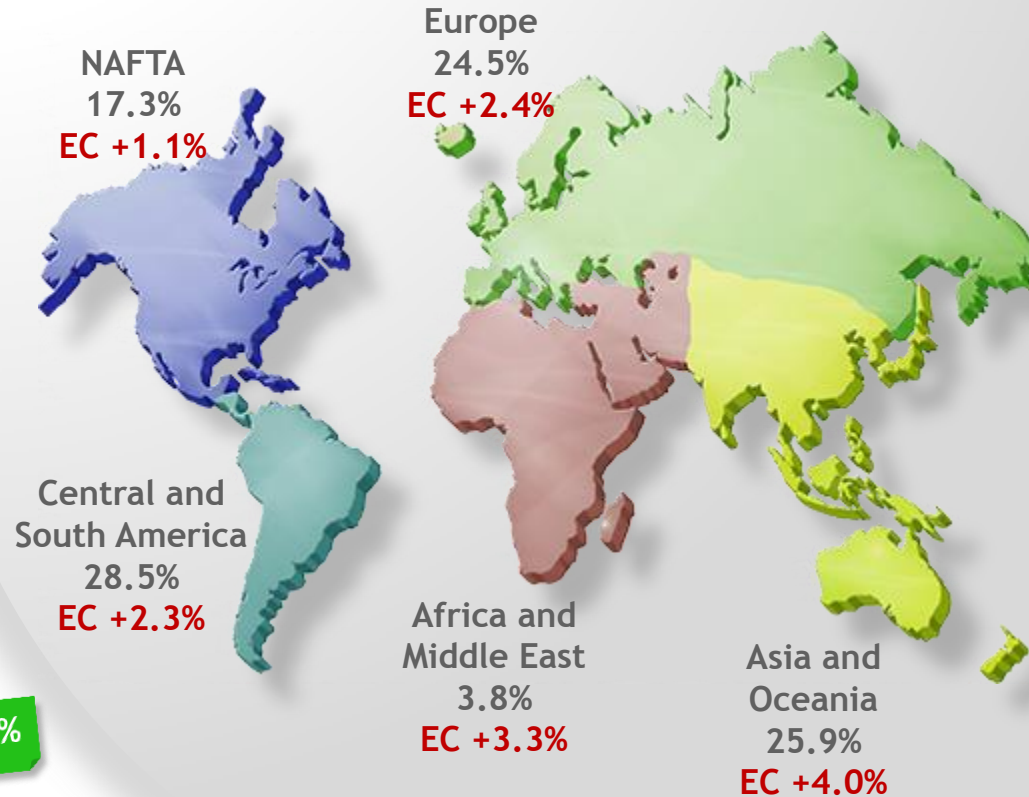 NAFTA
17.3%
EC +1.1%
Europe
24.5%
EC +2.4%
Central and
South America
28.5%
EC +2.3%
Africa and
Middle East
3.8%
EC +3.3%
Asia and
Oceania
25.9%
EC +4.0%
%